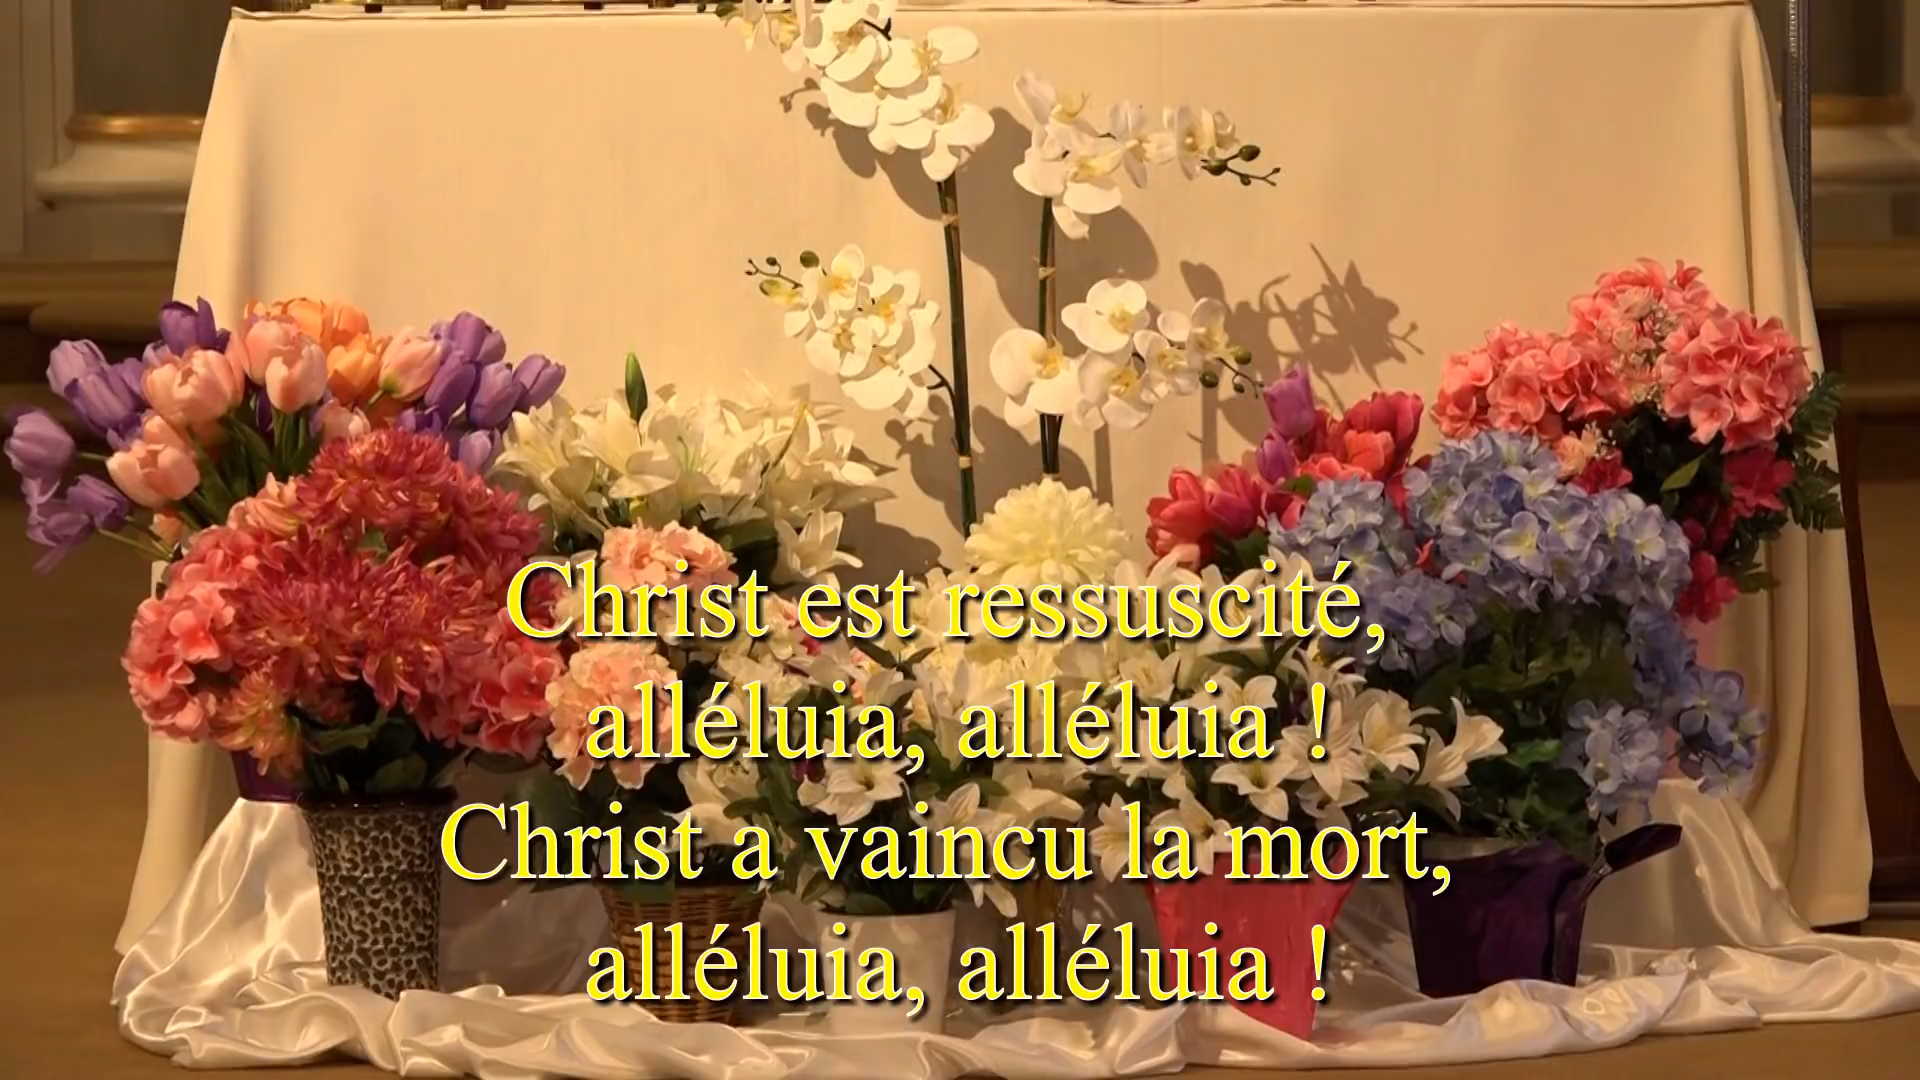 Christ est ressuscité,
alléluia, alléluia !
Christ a vaincu la mort,
alléluia, alléluia !